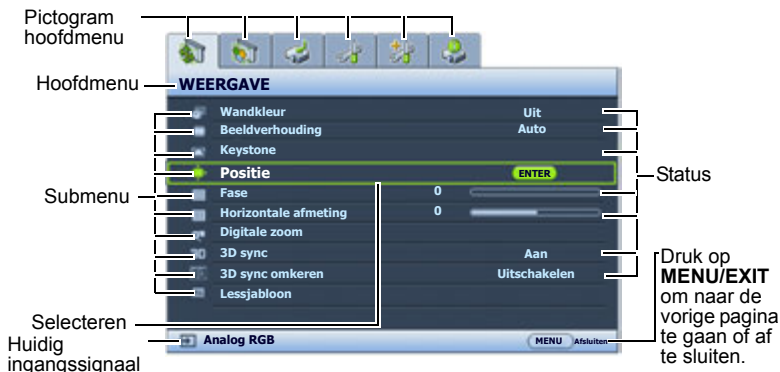 Pictogram
hoofdmenu
Hoofdmenu
WEERGAVE
Wandkleur Uit
Beeldverhouding Auto
Keystone
Positie ENTER
Fase 0
Horizontale afmeting 0
Digitale zoom
3D sync Aan
3D sync omkeren Uitschakelen
Lessjabloon
Submenu
Status
Selecteren
Huidig
ingangssignaal
Analog RGB MENU Afsluiten
Druk op
MENU/EXIT
om naar de
vorige pagina
te gaan of af
te sluiten.